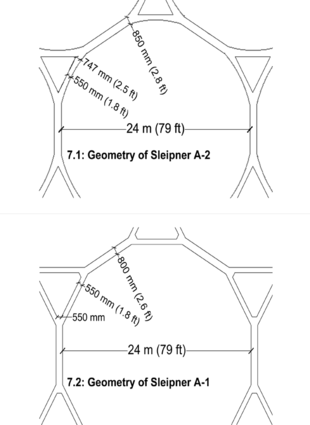 850 mm (2.8 ft)
747 mm (2.5 ft)
550 mm (1.8 ft)
24 m (79 ft)
7.1: Geometry of Sleipner A-2
800 mm (2.6 ft)
550 mm (1.8 ft)
550 mm
24 m (79 ft)
7.2: Geometry of Sleipner A-1